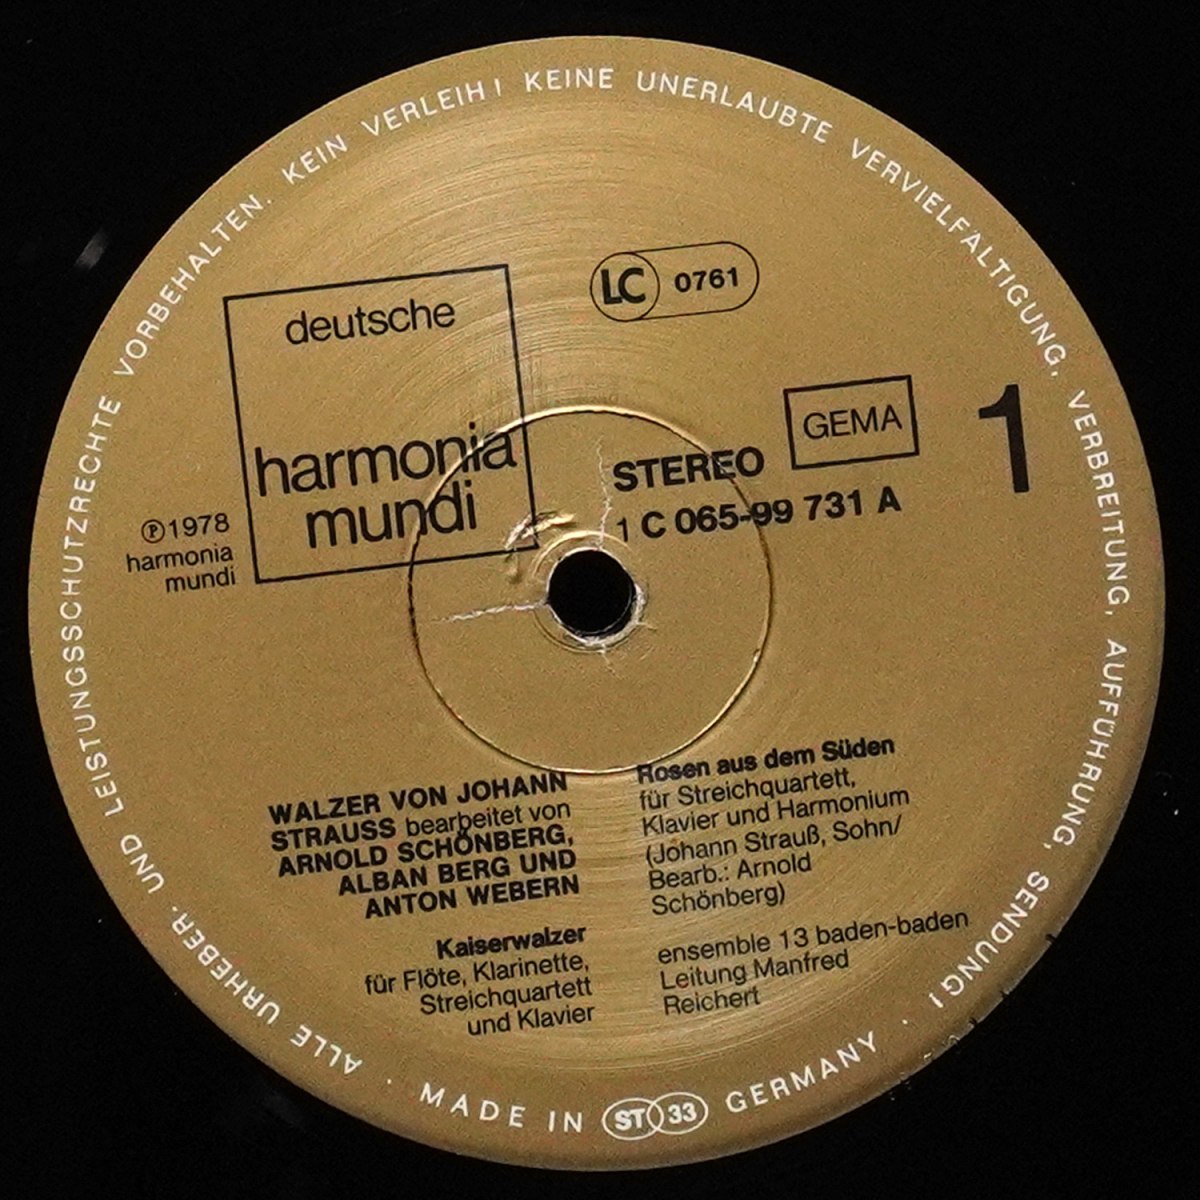 ALLE URHEBER- UND LEISTUNGSSCHUTZRECHTE VORBEHALTEN. KEIN VERLEIH! KEINE UNERLAUBTE VERVIELFÄLTIGUNG, VERBREITUNG, AUFFÜHRUNG, SENDUNG!
deutsche
harmonia
mundi
LC 0761
GEMA
1
STEREO
1 C 065-99 731 A
℗1978
harmonia
mundi
WALZER VON JOHANN
STRAUSS bearbeitet von
ARNOLD SCHÖNBERG,
ALBAN BERG UND
ANTON WEBERN
Kaiserwalzer
für Flöte, Klarinette,
Streichquartett
und Klavier
Rosen aus dem Süden
für Streichquartett,
Klavier und Harmonium
(Johann Strauß, Sohn/
Bearb.: Arnold
Schönberg)
ensemble 13 baden-baden
Leitung Manfred
Reichert
· MADE IN ST 33 GERMANY ·